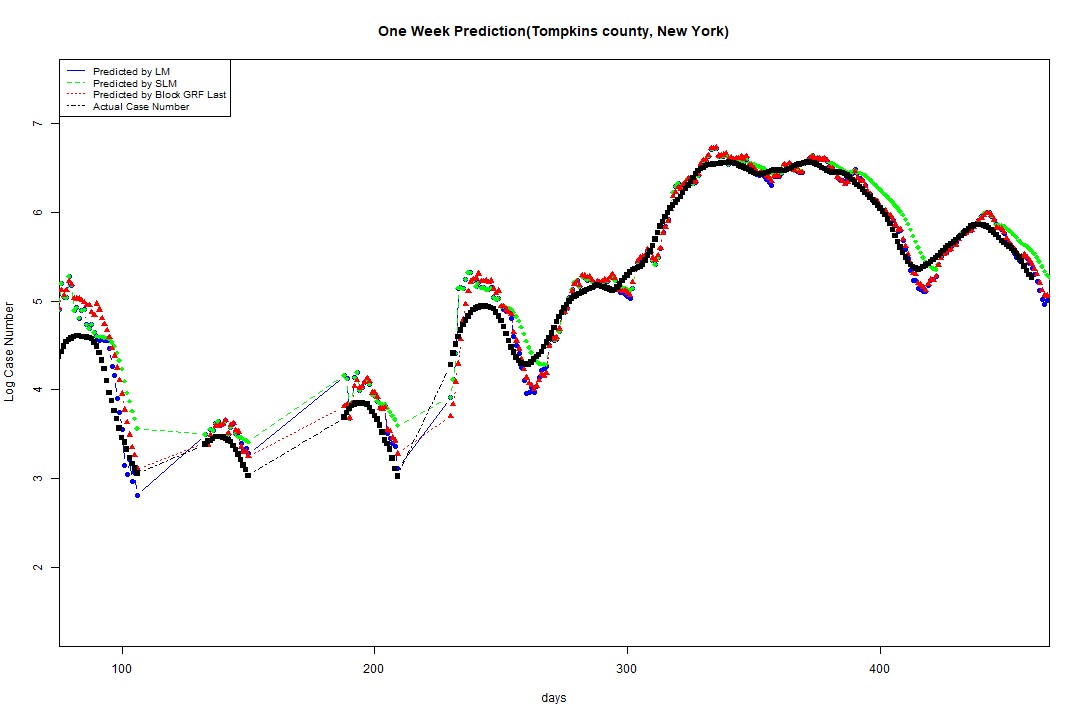 One Week Prediction(Tompkins county, New York)
Predicted by LM
Predicted by SLM
Predicted by Block GRF Last
Actual Case Number
7
6
5
4
3
2
Log Case Number
100 200 300 400
days